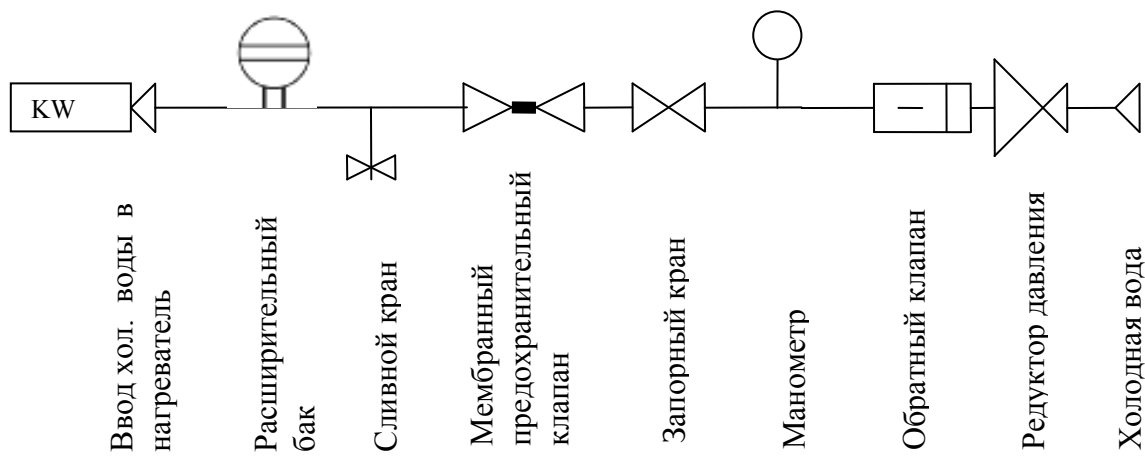 KW
Ввод хол. воды в
нагреватель
Расширительный
бак
Сливной кран
Мембранный
предохранительный
клапан
Запорный кран
Манометр
Обратный клапан
Редуктор давления
Холодная вода